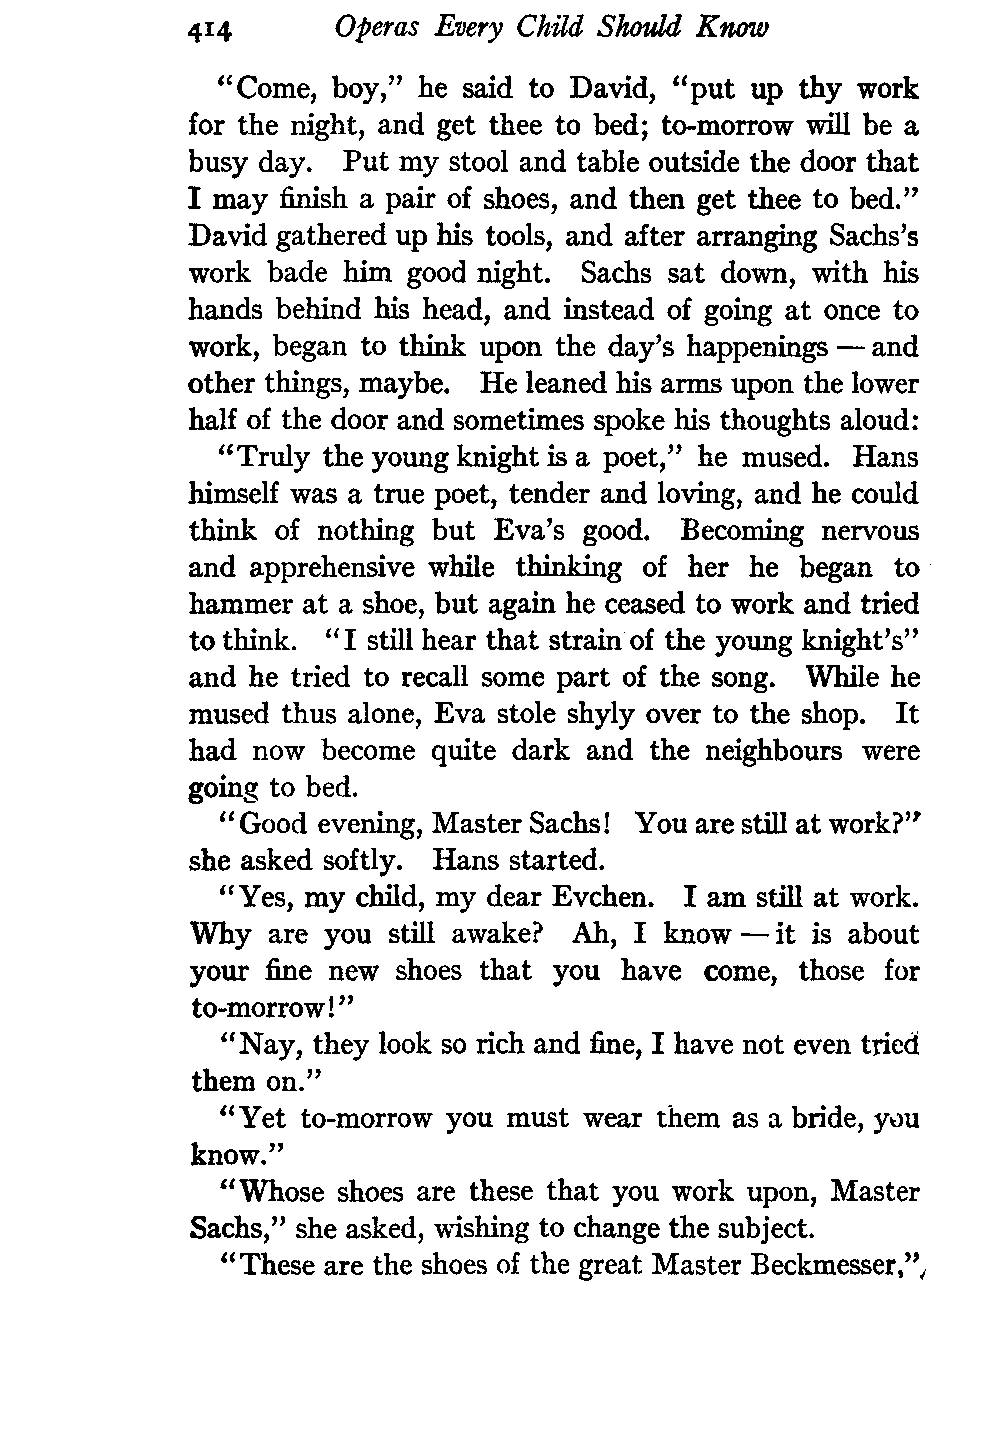 414 Operas Every Child Should Know
“Come, boy,” he said to David, “put up thy work
for the night, and get thee to bed; to-morrow will be a
busy day. Put my stool and table outside the door that
I may finish a pair of shoes, and then get thee to bed.”
David gathered up his tools, and after arranging Sachs’s
work bade him good night. Sachs sat down, with his
hands behind his head, and instead of going at once to
work, began to think upon the day’s happenings — and
other things, maybe. He leaned his arms upon the lower
half of the door and sometimes spoke his thoughts aloud:
“Truly the young knight is a poet,” he mused. Hans
himself was a true poet, tender and loving, and he could
think of nothing but Eva’s good. Becoming nervous
and apprehensive while thinking of her he began to
hammer at a shoe, but again he ceased to work and tried
to think. “I still hear that strain of the young knight’s”
and he tried to recall some part of the song. While he
mused thus alone, Eva stole shyly over to the shop. It
had now become quite dark and the neighbours were
going to bed.
“Good evening, Master Sachs! You are still at work?”
she asked softly. Hans started.
“Yes, my child, my dear Evchen. I am still at work.
Why are you still awake? Ah, I know — it is about
your fine new shoes that you have come, those for
to-morrow!”
“Nay, they look so rich and fine, I have not even tried
them on.”
“Yet to-morrow you must wear them as a bride, you
know.”
“Whose shoes are these that you work upon, Master
Sachs,” she asked, wishing to change the subject.
“These are the shoes of the great Master Beckmesser,”